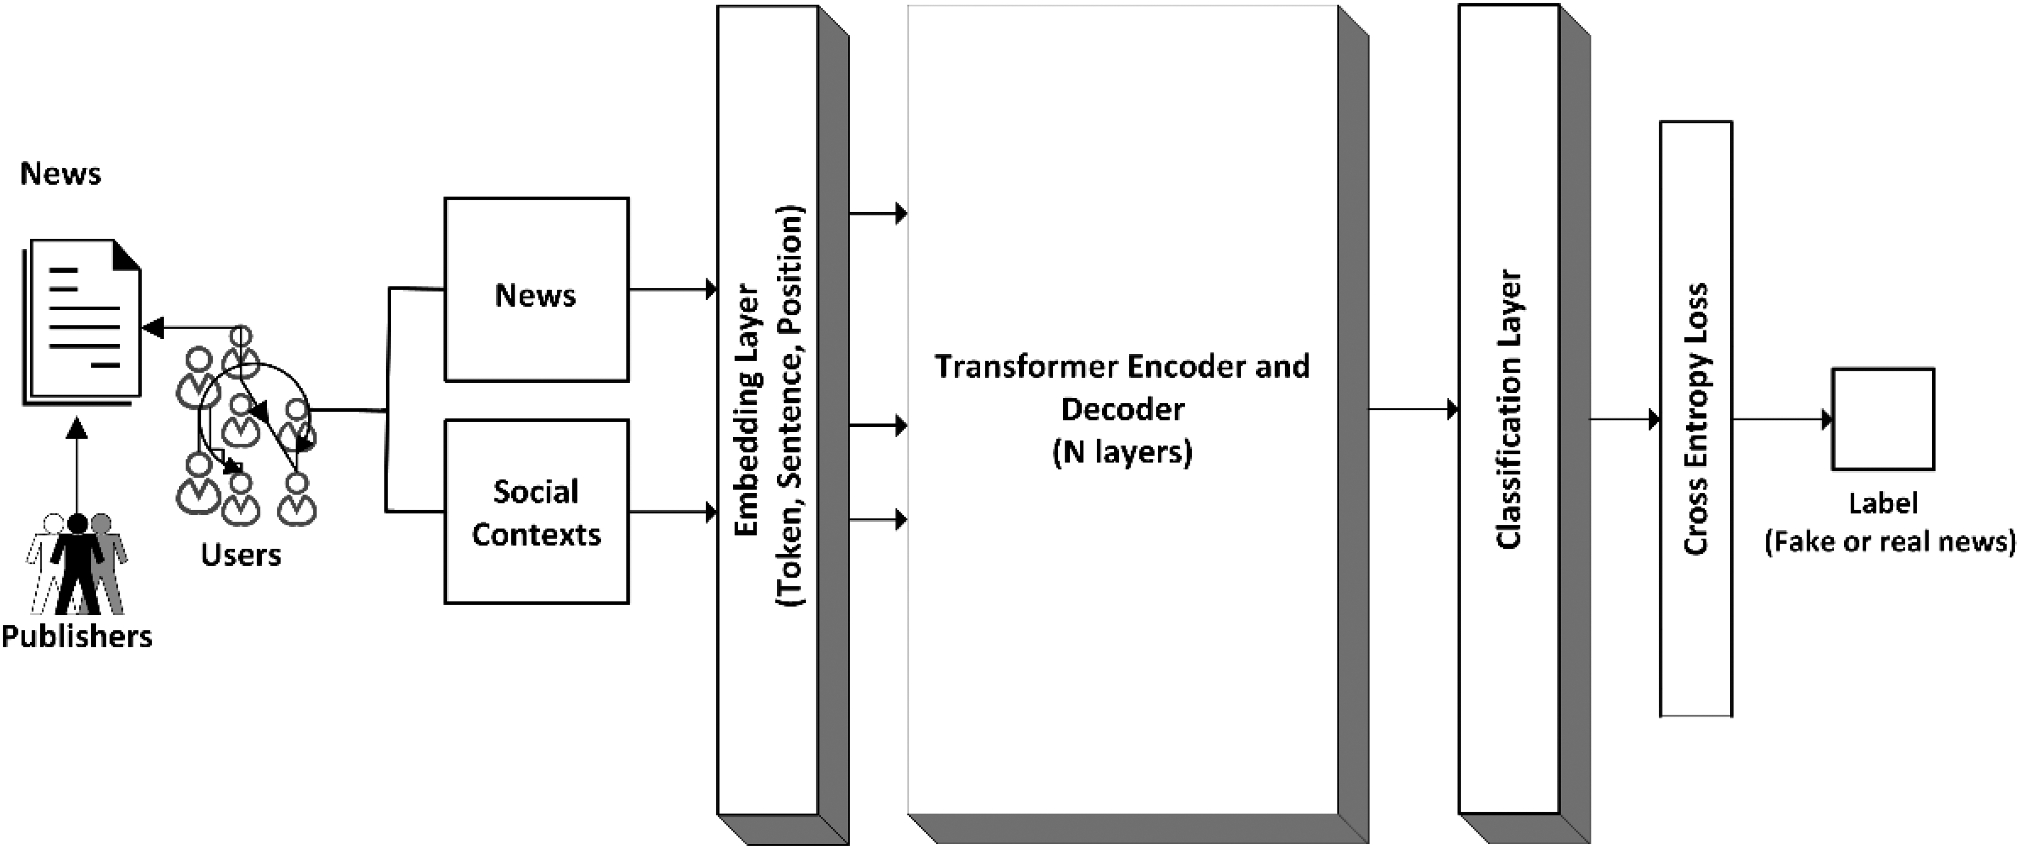 News
Users
Publishers
News
Social
Contexts
Embedding Layer
(Token, Sentence, Position)
Transformer Encoder and
Decoder
(N layers)
Classification Layer
Cross Entropy Loss
Label
(Fake or real news)